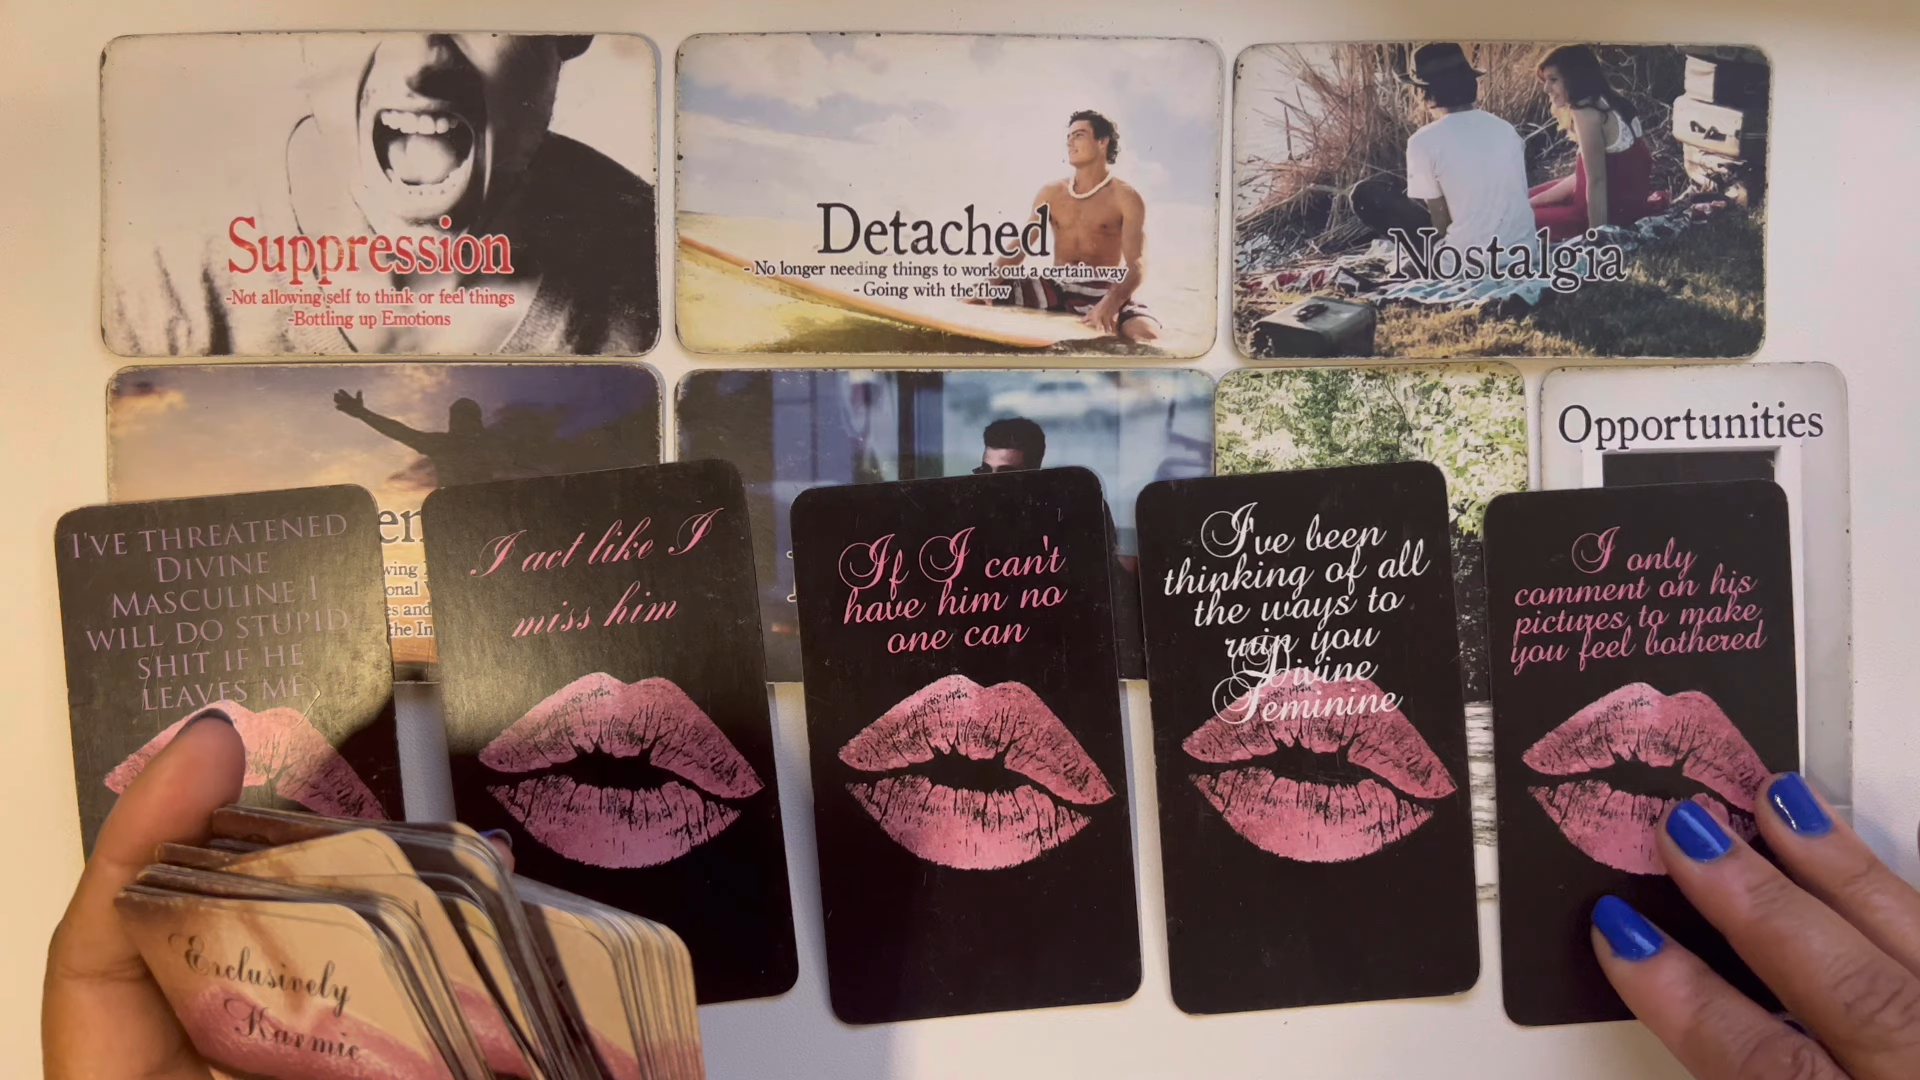 Suppression
-Not allowing self to think or feel things
-Bottling up Emotions
Detached
- No longer needing things to work out a certain way
- Going with the flow
Nostalgia
Opportunities
I'VE THREATENED
DIVINE
MASCULINE I
WILL DO STUPID
SHIT IF HE
LEAVES ME
I act like I
miss him
If I can't
have him no
one can
I've been
thinking of all
the ways to
ruin you
Divine
Feminine
I only
comment on his
pictures to make
you feel bothered
Exclusively
Karmic